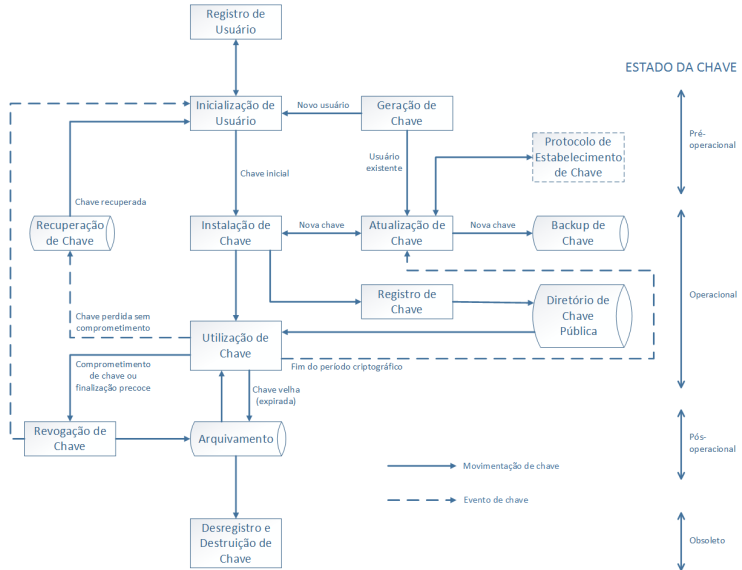 Registro de
Usuário
ESTADO DA CHAVE
Inicialização de
Usuário
Novo usuário
Geração de
Chave
Pré-
operacional
Protocolo de
Estabelecimento
de Chave
Usuário
existente
Chave inicial
Chave recuperada
Recuperação
de Chave
Instalação de
Chave
Nova chave
Atualização de
Chave
Nova chave
Backup de
Chave
Operacional
Registro de
Chave
Diretório de
Chave
Pública
Chave perdida sem
comprometimento
Utilização de
Chave
Fim do período criptográfico
Comprometimento
de chave ou
finalização precoce
Chave velha
(expirada)
Revogação de
Chave
Arquivamento
Pós-
operacional
Movimentação de chave
Evento de chave
Desregistro e
Destruição de
Chave
Obsoleto